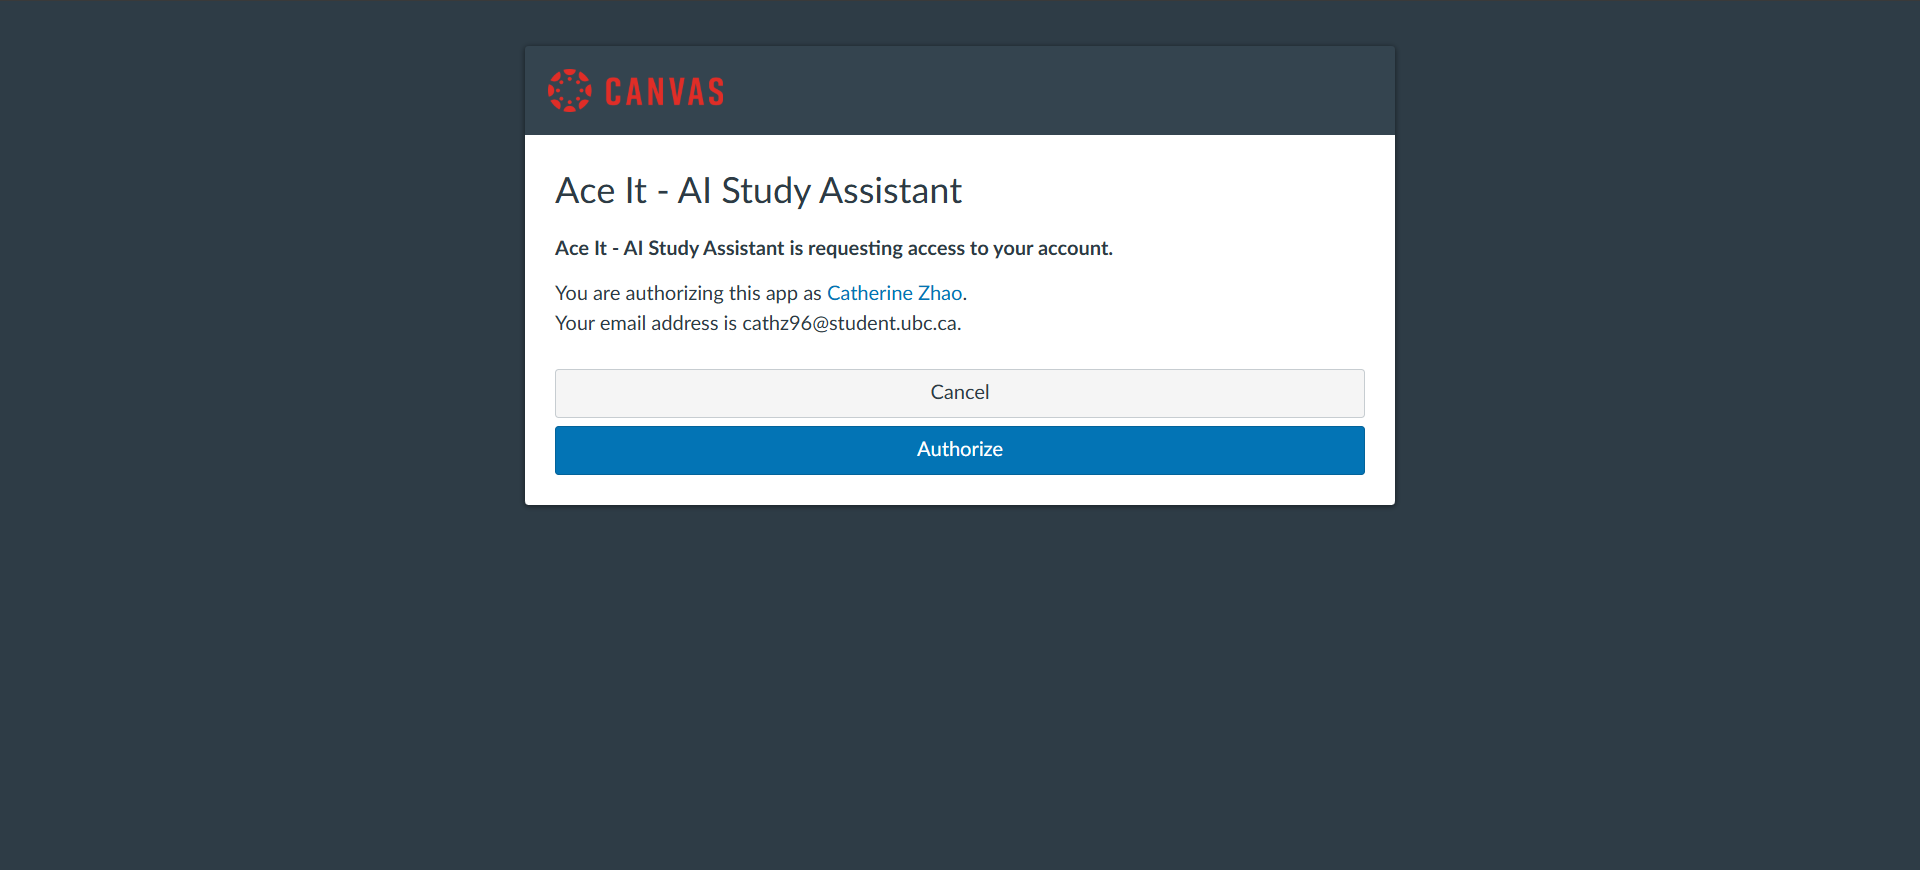 CANVAS
Ace It - AI Study Assistant
Ace It - AI Study Assistant is requesting access to your account.
You are authorizing this app as Catherine Zhao.
Your email address is cathz96@student.ubc.ca.
Cancel
Authorize